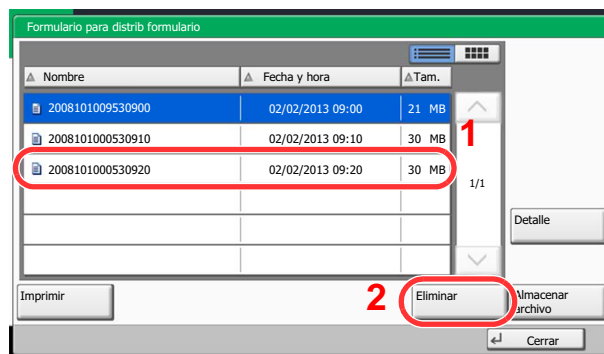 Formulario para distrib formulario
Nombre Fecha y hora Tam.
2008101009530900 02/02/2013 09:00 21 MB
1
2008101000530910 02/02/2013 09:10 30 MB
2008101000530920 02/02/2013 09:20 30 MB
1/1
Detalle
Imprimir 2 Eliminar Almacenar
archivo
Cerrar